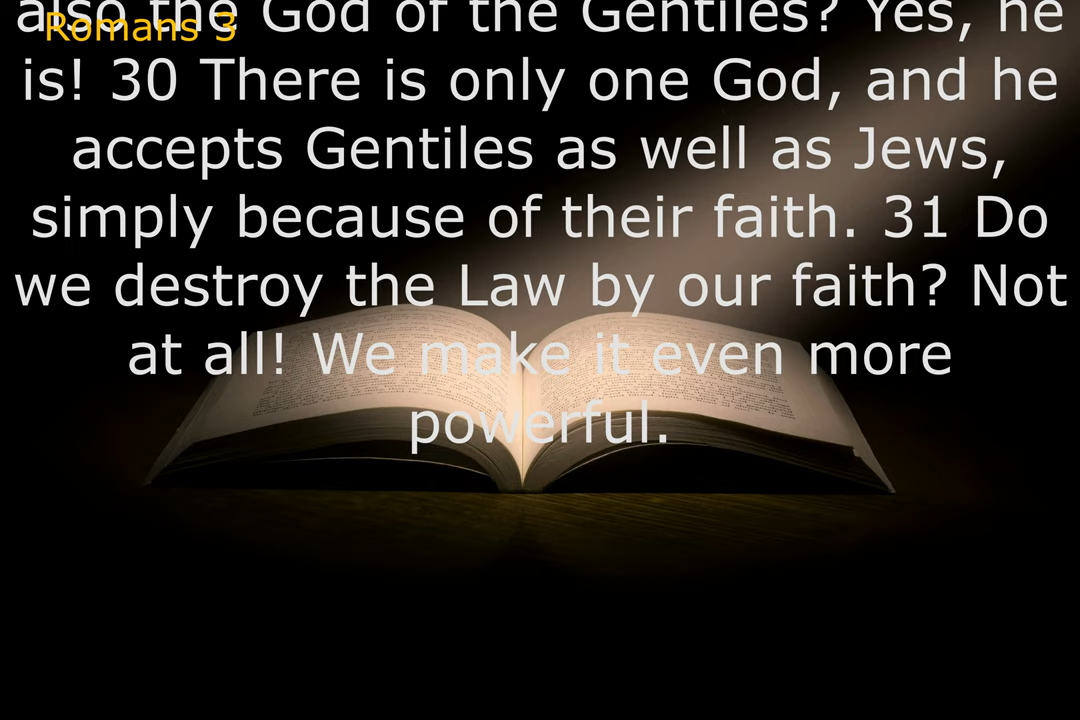 also the God of the Gentiles? Yes, he
Romans 3
is! 30 There is only one God, and he
accepts Gentiles as well as Jews,
simply because of their faith. 31 Do
we destroy the Law by our faith? Not
at all! We make it even more
powerful.